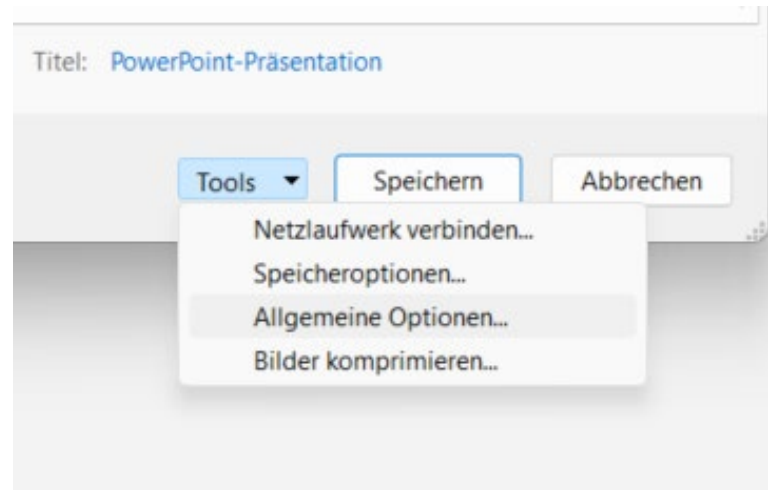 Titel: PowerPoint-Präsentation
Tools Speichern Abbrechen
Netzlaufwerk verbinden...
Speicheroptionen...
Allgemeine Optionen...
Bilder komprimieren...